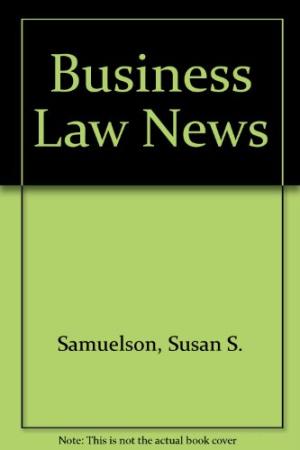 Business
Law News
Samuelson, Susan S.
Note: This is not the actual book cover